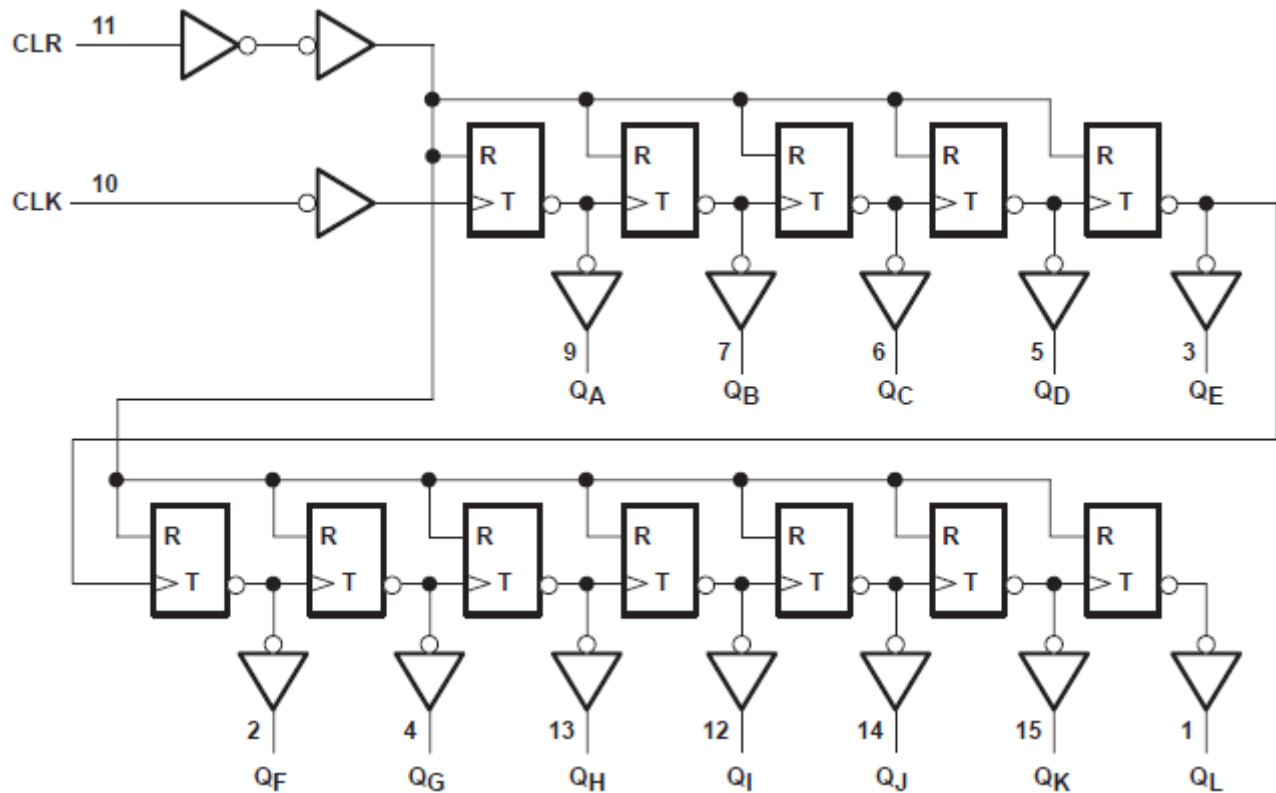 CLR 11
R R R R R
CLK 10
T T T T T
9 7 6 5 3
QA QB QC QD QE
R R R R R R R
T T T T T T T
2 4 13 12 14 15 1
QF QG QH QI QJ QK QL